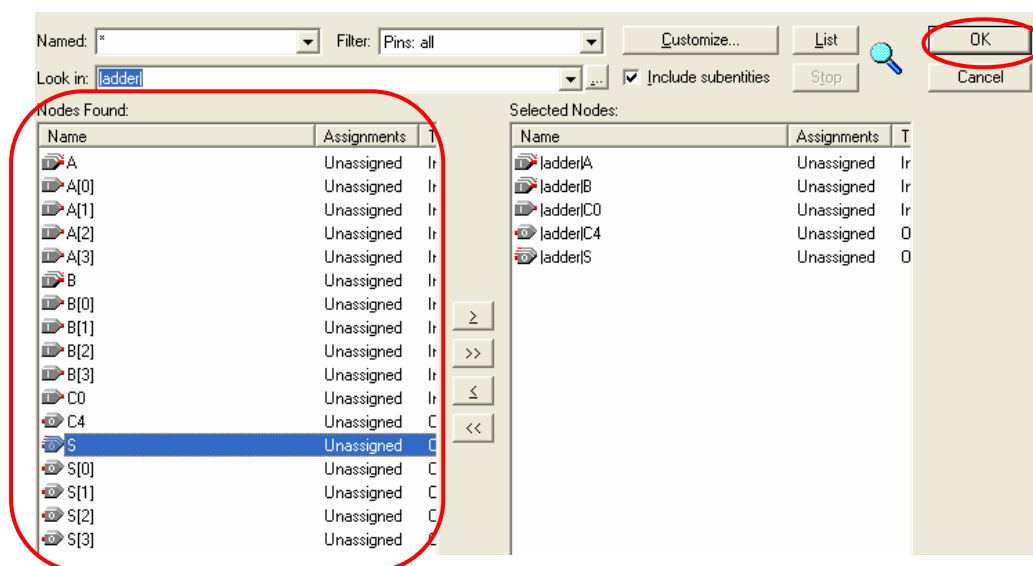 Named: * Filter: Pins: all Customize... List OK
Look in: |adder| ... Include subentities Stop Cancel
Nodes Found: Selected Nodes:
Name Assignments T Name Assignments T
A Unassigned |adder|A Unassigned
A[0] Unassigned |adder|B Unassigned
A[1] Unassigned |adder|C0 Unassigned
A[2] Unassigned |adder|C4 Unassigned O
A[3] Unassigned |adder|S Unassigned O
B Unassigned
B[0] Unassigned
B[1] Unassigned >
B[2] Unassigned >>
B[3] Unassigned
C0 Unassigned <
C4 Unassigned <<
S Unassigned
S[0] Unassigned
S[1] Unassigned
S[2] Unassigned
S[3] Unassigned